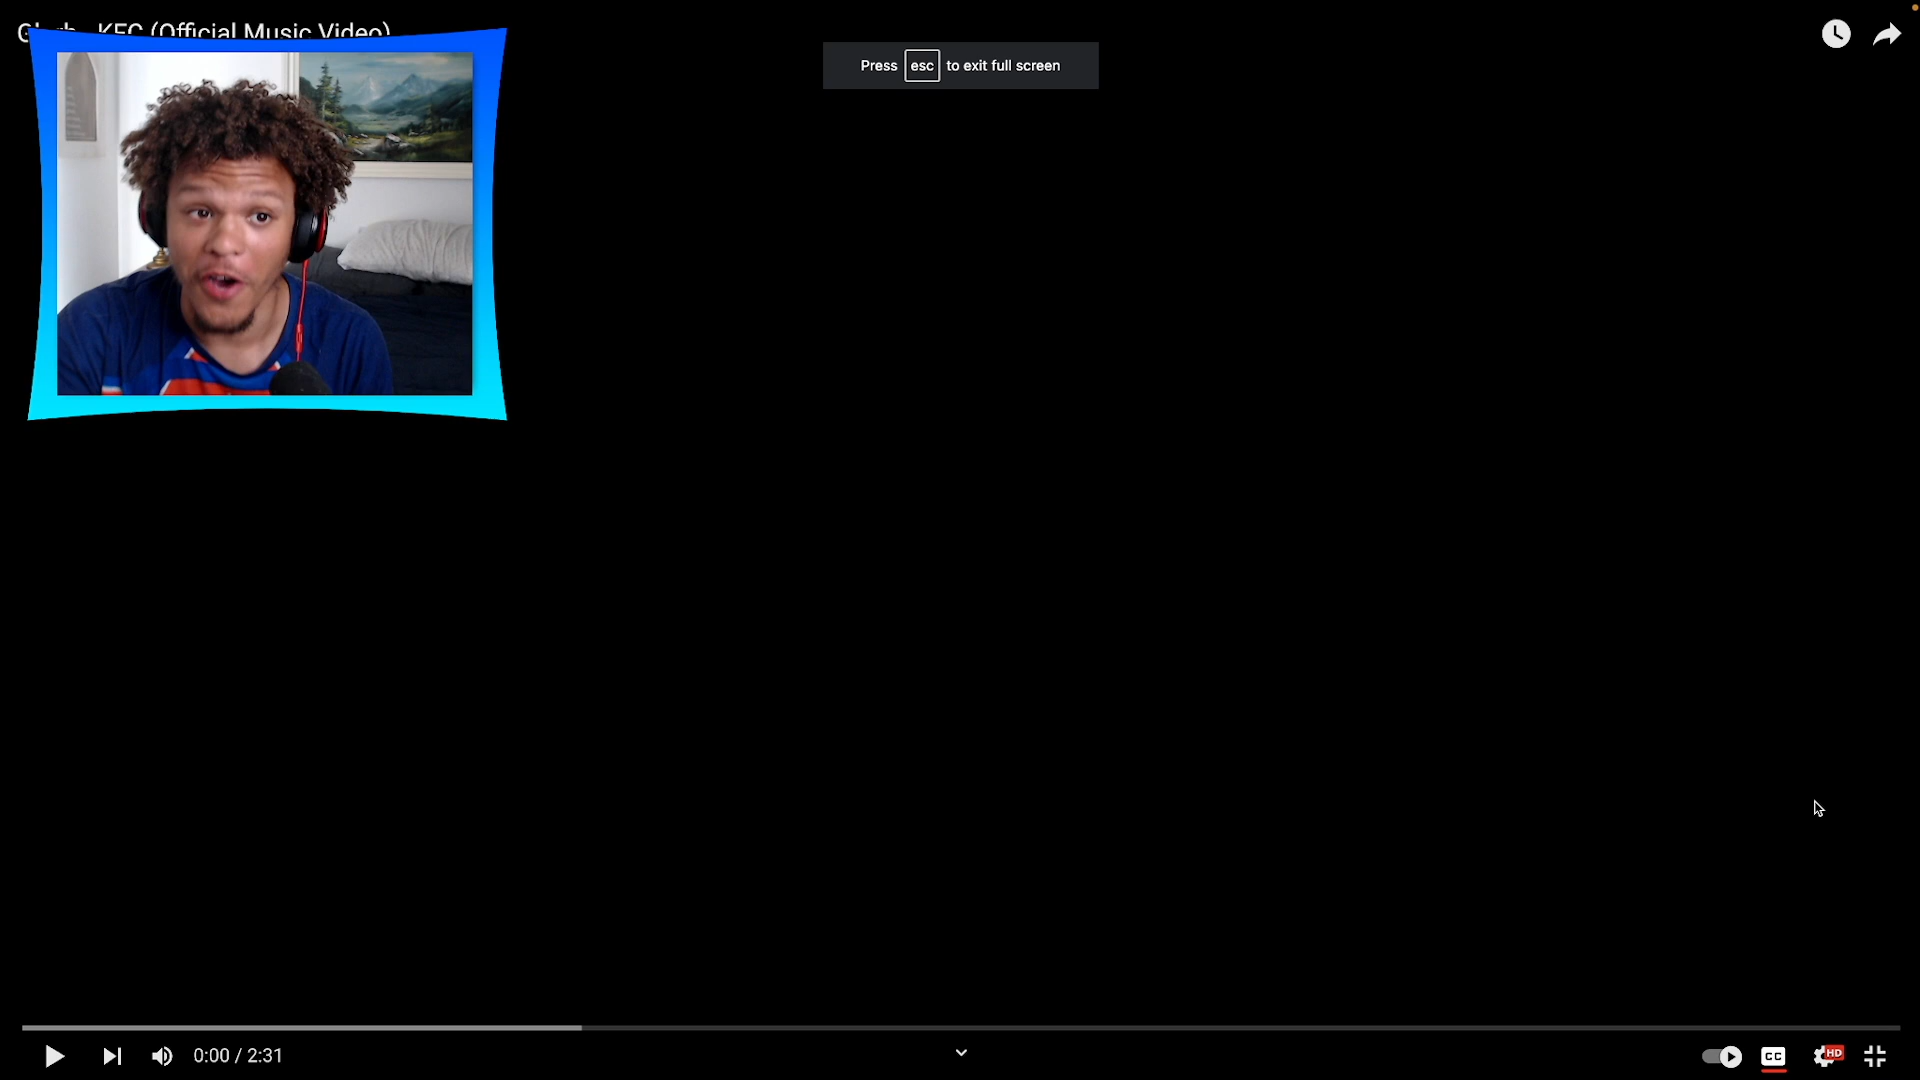 KFC (Official Music Video)
Press esc to exit full screen
0:00 / 2:31
CC
HD